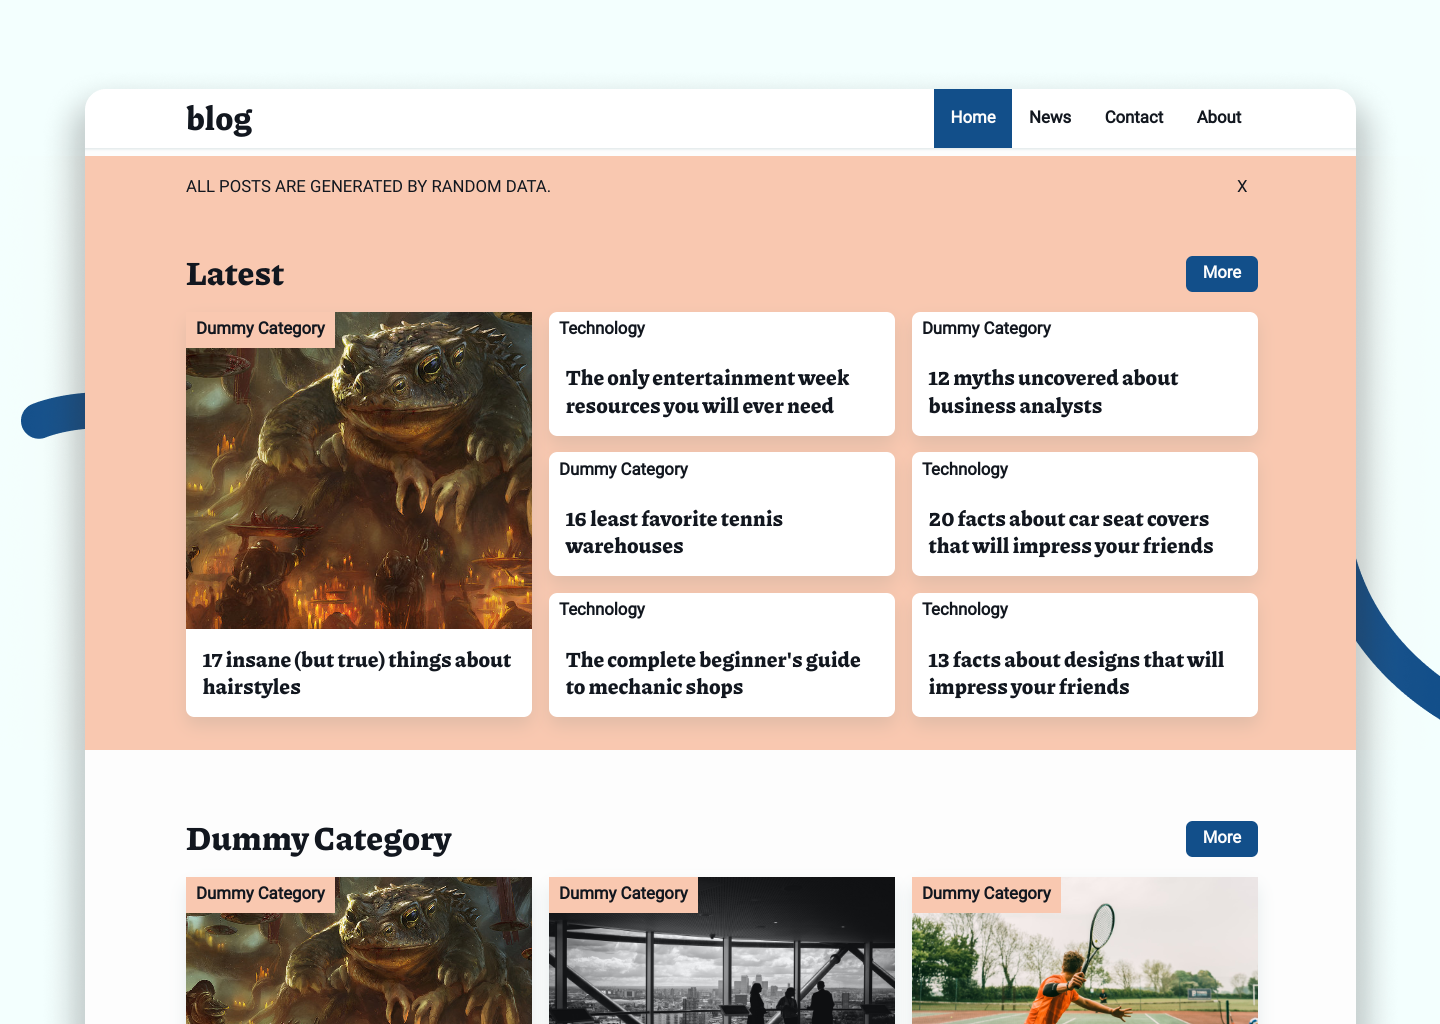 blog
Home
News
Contact
About
ALL POSTS ARE GENERATED BY RANDOM DATA.
X
Latest
More
Dummy Category
17 insane (but true) things about
hairstyles
Technology
The only entertainment week
resources you will ever need
Dummy Category
12 myths uncovered about
business analysts
Dummy Category
16 least favorite tennis
warehouses
Technology
20 facts about car seat covers
that will impress your friends
Technology
The complete beginner's guide
to mechanic shops
Technology
13 facts about designs that will
impress your friends
Dummy Category
More
Dummy Category
Dummy Category
Dummy Category